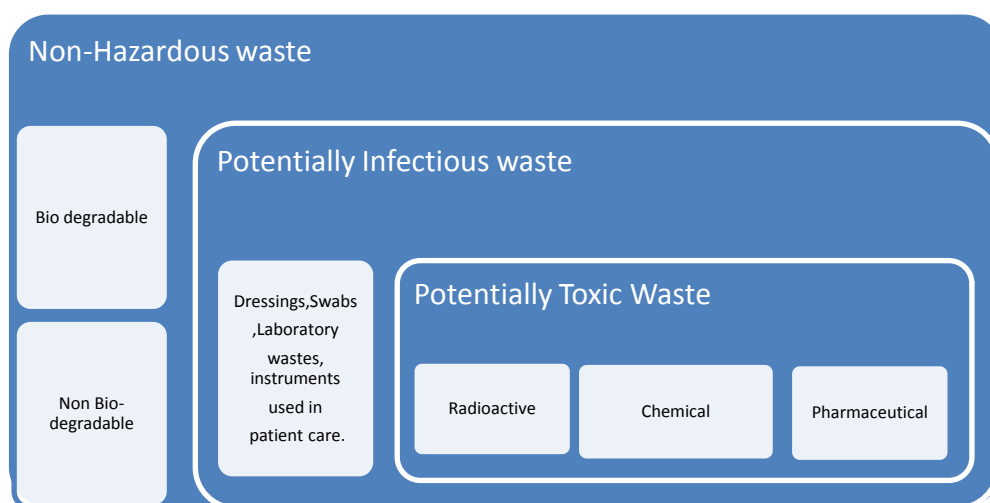 Non-Hazardous waste
Bio degradable
Non Bio-
degradable
Potentially Infectious waste
Dressings,Swabs
,Laboratory
wastes,
instruments
used in
patient care.
Potentially Toxic Waste
Radioactive
Chemical
Pharmaceutical